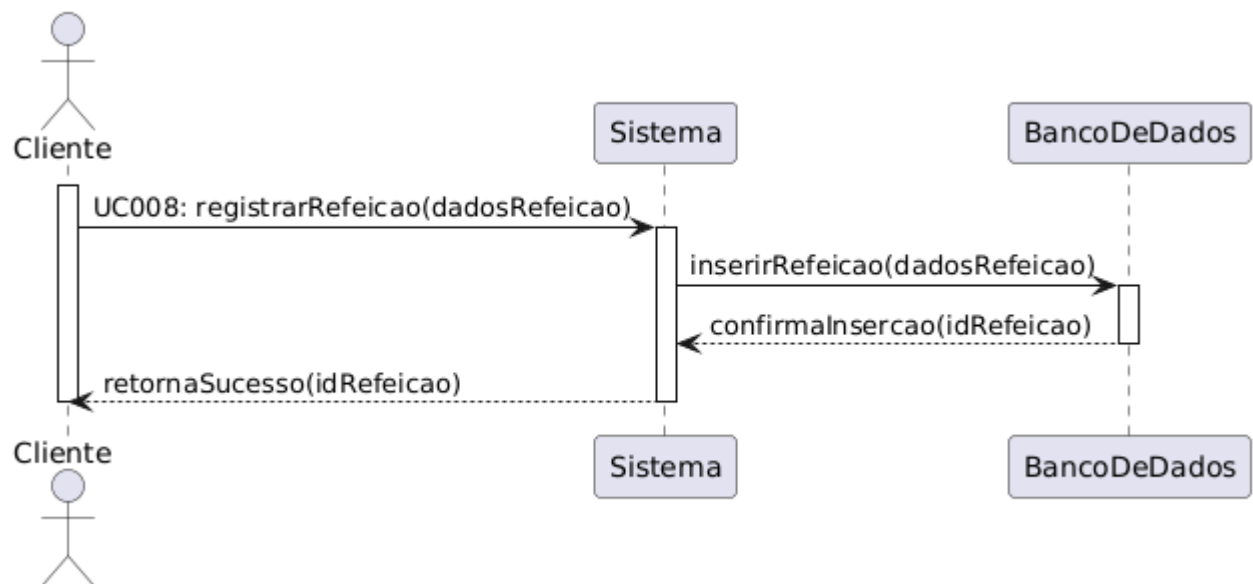 Cliente
Sistema
BancoDeDados
UC008: registrarRefeicao(dadosRefeicao)
inserirRefeicao(dadosRefeicao)
confirmaInsercao(idRefeicao)
retornaSucesso(idRefeicao)
Cliente
Sistema
BancoDeDados